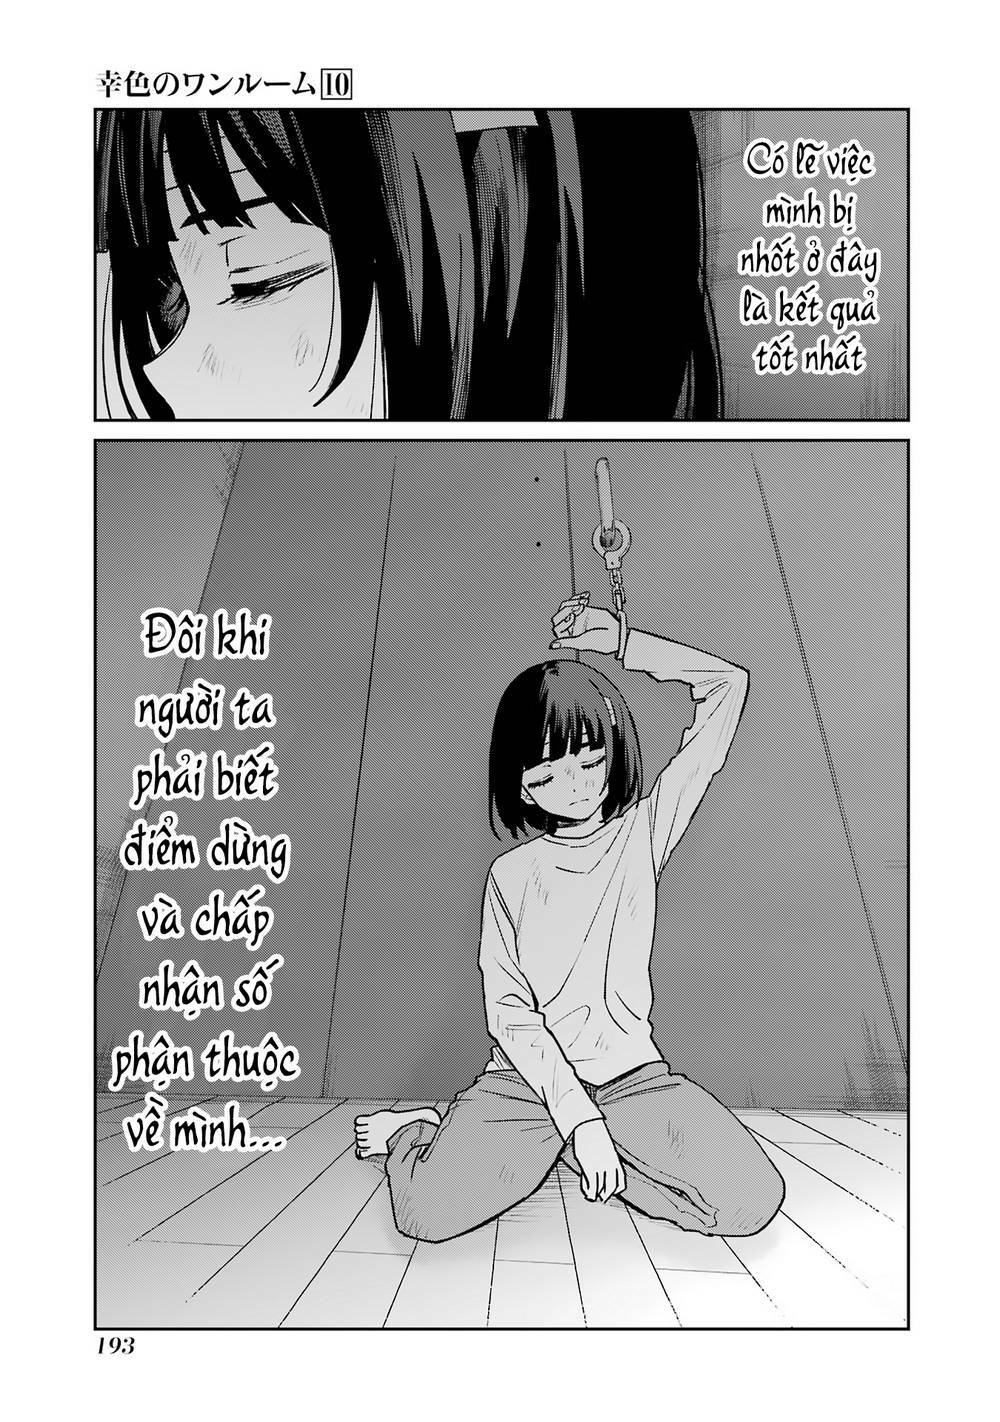 幸色のワンルーム10
Có lẽ việc
mình bị
nhốt ở đây
là kết quả
tốt nhất
Đôi khi
người ta
phải biết
điểm dừng
và chấp
nhận số
phận thuộc
về mình...
193